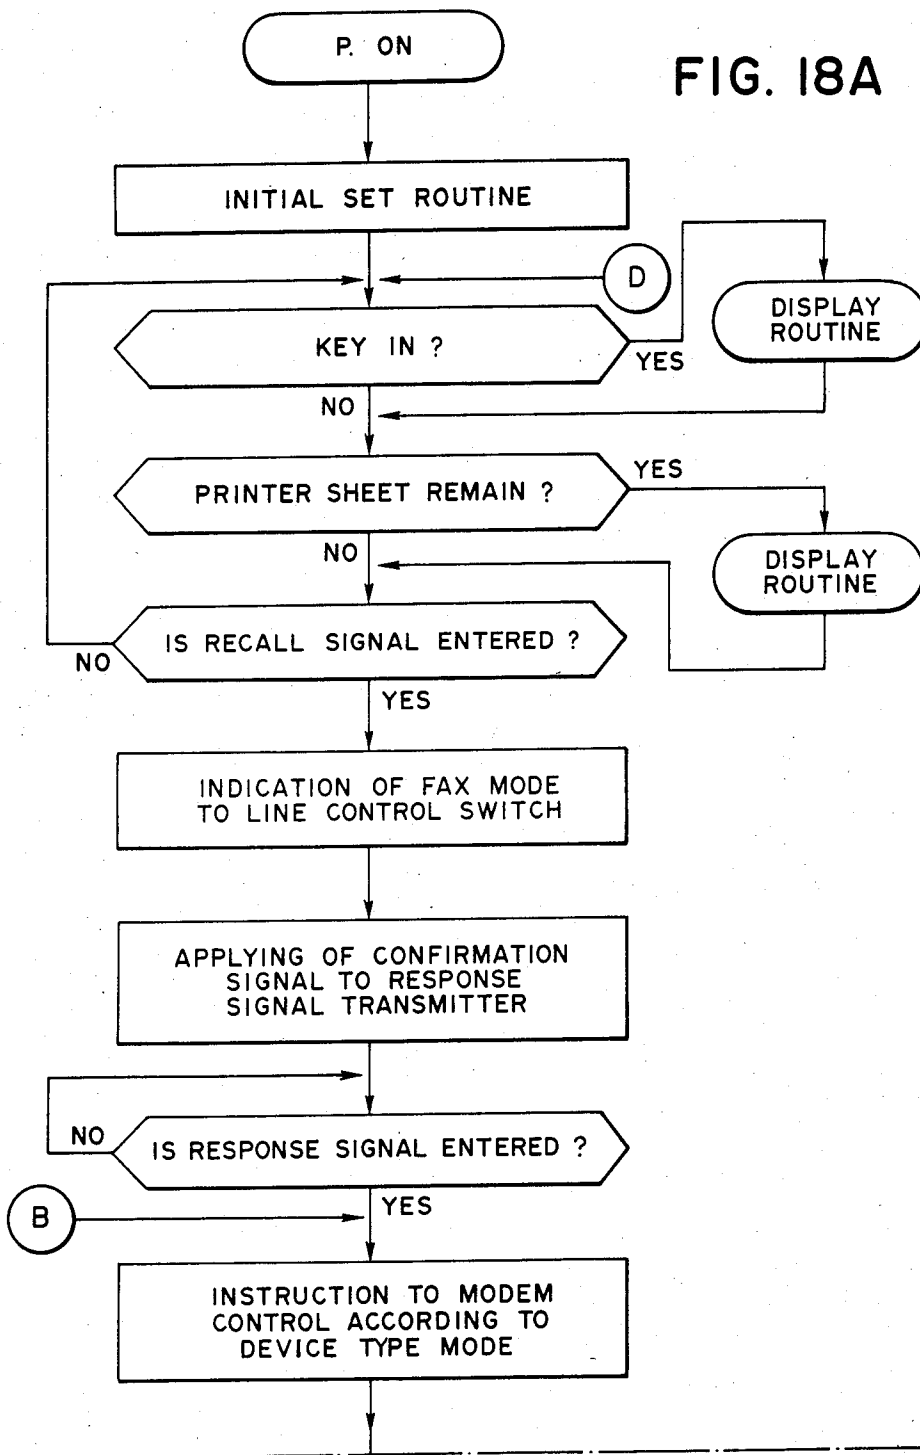 P. ON
FIG. 18A
INITIAL SET ROUTINE
D
KEY IN ?
YES
DISPLAY
ROUTINE
NO
PRINTER SHEET REMAIN ?
YES
DISPLAY
ROUTINE
NO
IS RECALL SIGNAL ENTERED ?
NO
YES
INDICATION OF FAX MODE
TO LINE CONTROL SWITCH
APPLYING OF CONFIRMATION
SIGNAL TO RESPONSE
SIGNAL TRANSMITTER
NO
IS RESPONSE SIGNAL ENTERED ?
YES
B
INSTRUCTION TO MODEM
CONTROL ACCORDING TO
DEVICE TYPE MODE